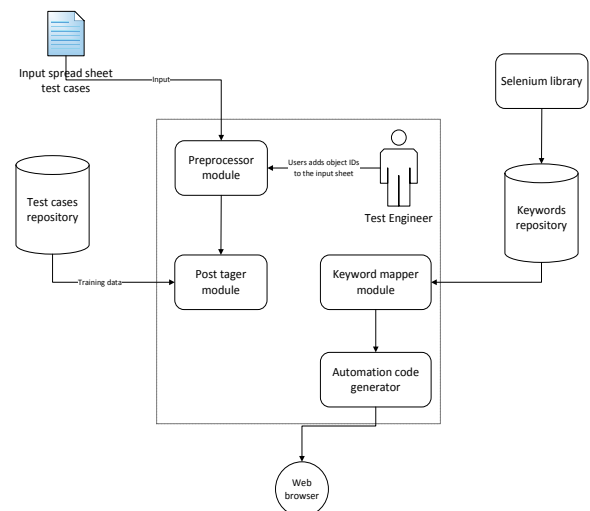 Input spread sheet
test cases
Input
Selenium library
Preprocessor
module
Users adds object IDs
to the input sheet
Test Engineer
Test cases
repository
Keywords
repository
Training data
Post tager
module
Keyword mapper
module
Automation code
generator
Web
browser